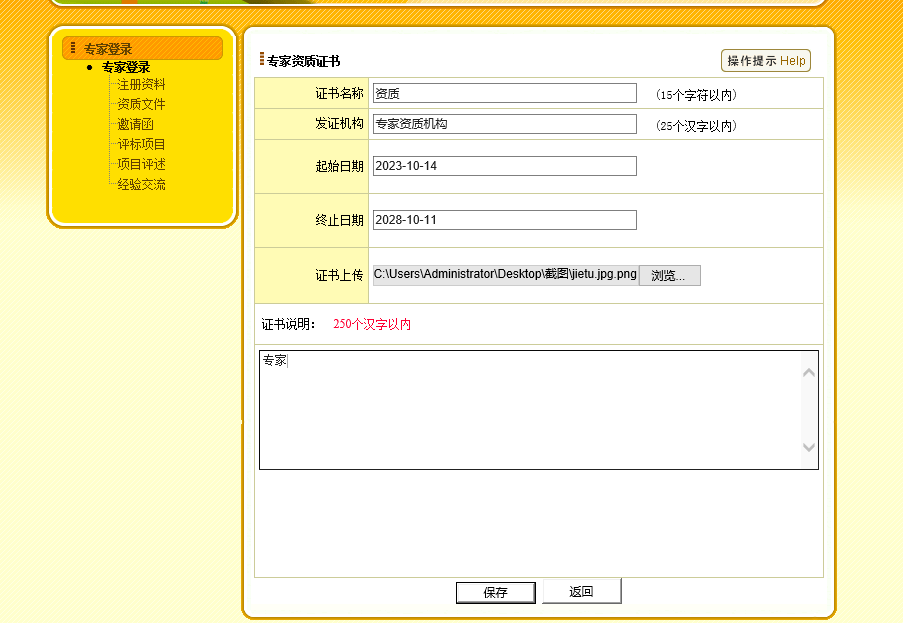 专家登录
专家登录
注册资料
资质文件
邀请函
评标项目
项目评述
经验交流
专家资质证书
操作提示 Help
证书名称 资质 (15个字符以内)
发证机构 专家资质机构 (25个汉字以内)
起始日期 2023-10-14
终止日期 2028-10-11
证书上传 C:\Users\Administrator\Desktop\截图\jietu.jpg.png 浏览...
证书说明： 250个汉字以内
专家
保存 返回